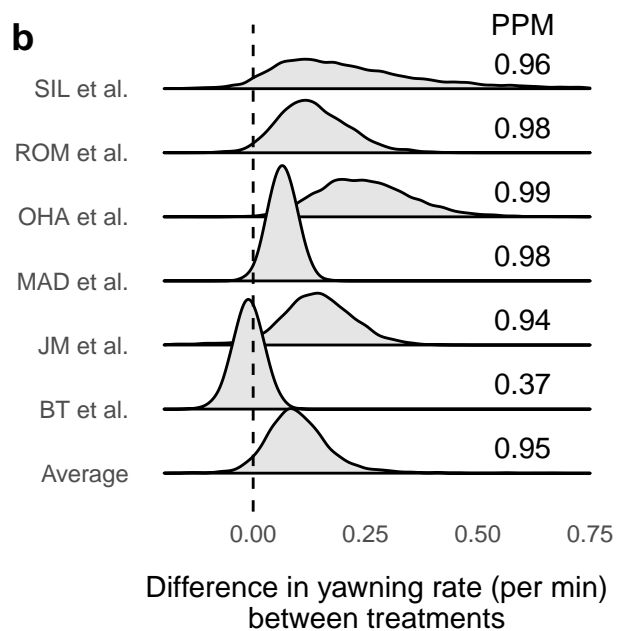 b
PPM
SIL et al. 0.96
ROM et al. 0.98
OHA et al. 0.99
MAD et al. 0.98
JM et al. 0.94
BT et al. 0.37
Average 0.95
0.00 0.25 0.50 0.75
Difference in yawning rate (per min)
between treatments